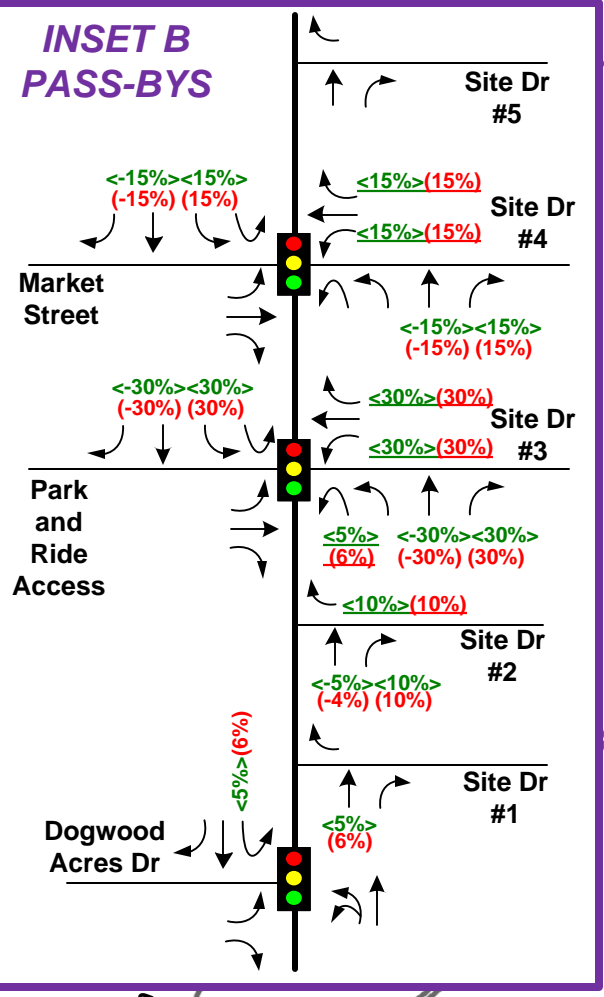 INSET B
PASS-BYS
Site Dr
#5
<-15%><15%>
(-15%) (15%)
<15%>(15%)
Site Dr
#4
<15%>(15%)
Market
Street
<-15%><15%>
(-15%) (15%)
<-30%><30%>
(-30%) (30%)
<30%>(30%)
Site Dr
#3
<30%>(30%)
Park
and
Ride
Access
<5%>
(6%)
<-30%><30%>
(-30%) (30%)
<10%>(10%)
Site Dr
#2
<-5%><10%>
(-4%) (10%)
<5%>(6%)
Site Dr
#1
<5%>
(6%)
Dogwood
Acres Dr